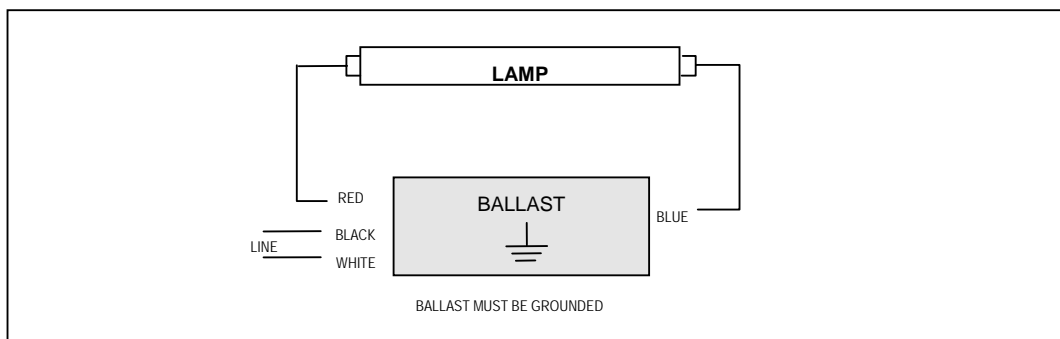 LAMP
RED
BALLAST
BLUE
BLACK
LINE
WHITE
BALLAST MUST BE GROUNDED